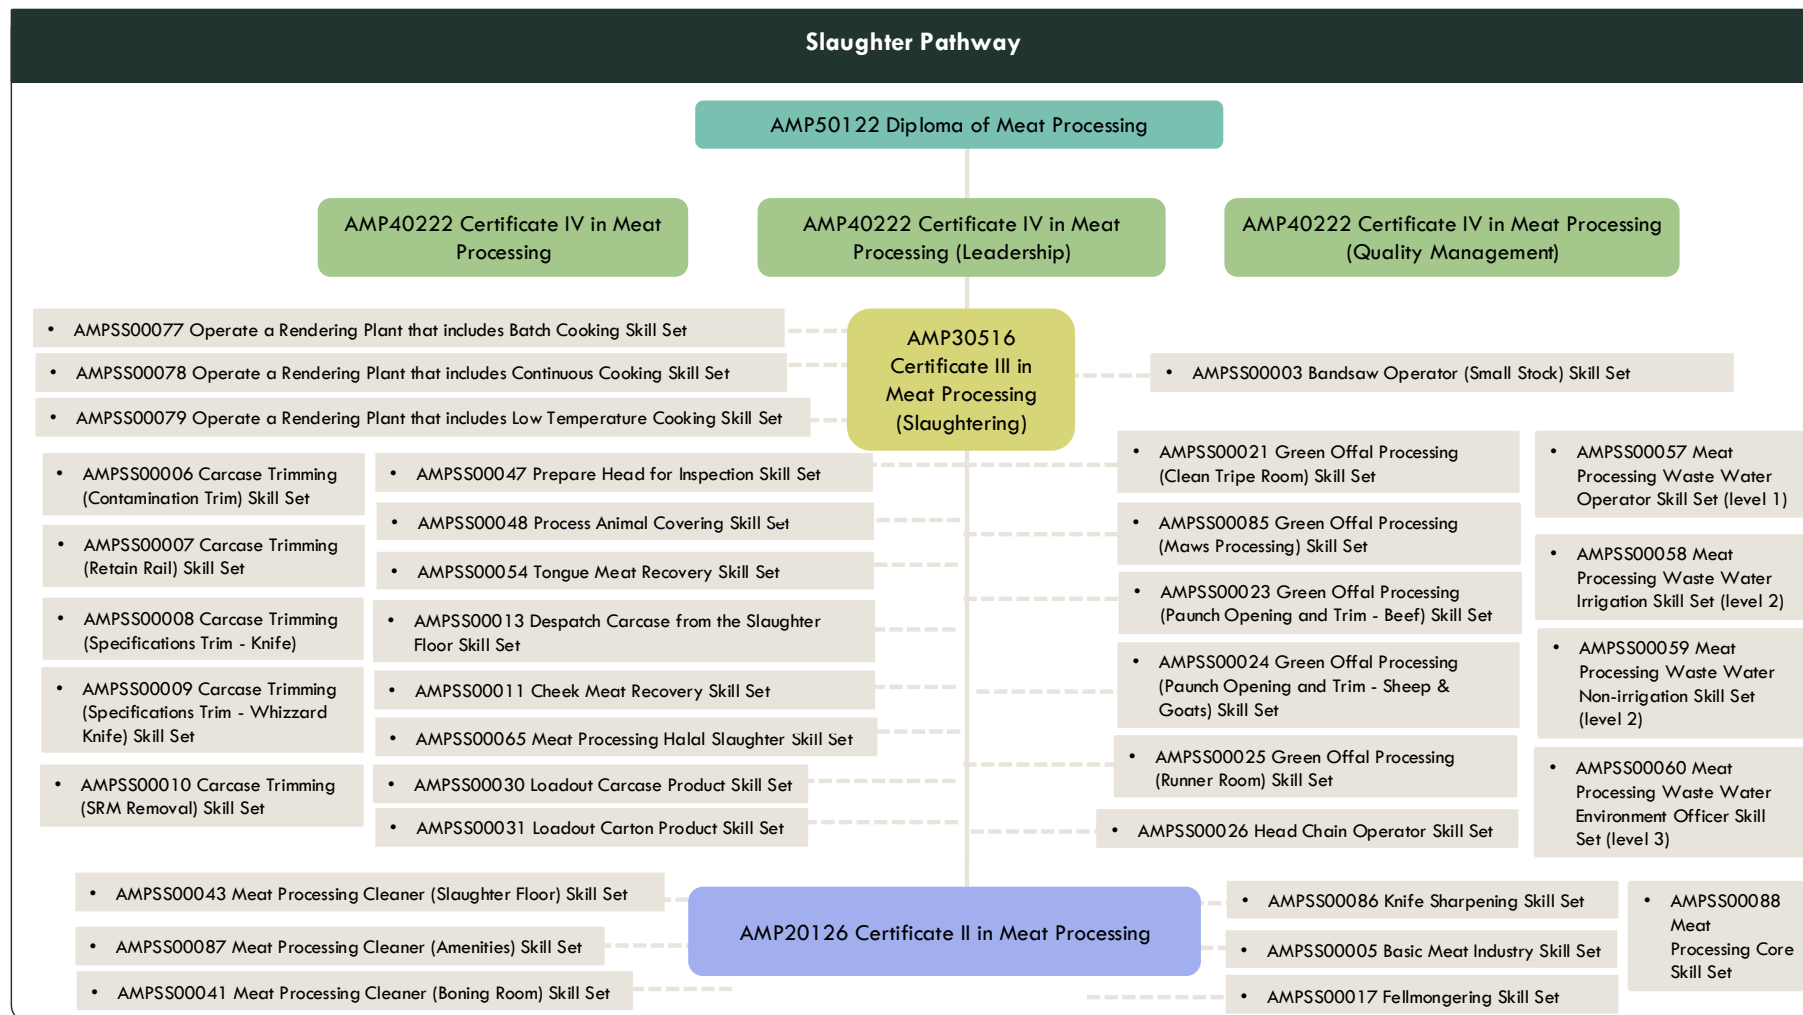 Slaughter Pathway
AMP50122 Diploma of Meat Processing
AMP40222 Certificate IV in Meat
Processing
AMP40222 Certificate IV in Meat
Processing (Leadership)
AMP40222 Certificate IV in Meat Processing
(Quality Management)
• AMPSS00077 Operate a Rendering Plant that includes Batch Cooking Skill Set
• AMPSS00078 Operate a Rendering Plant that includes Continuous Cooking Skill Set
• AMPSS00079 Operate a Rendering Plant that includes Low Temperature Cooking Skill Set
AMP30516
Certificate III in
Meat Processing
(Slaughtering)
• AMPSS00003 Bandsaw Operator (Small Stock) Skill Set
• AMPSS00006 Carcase Trimming
(Contamination Trim) Skill Set
• AMPSS00007 Carcase Trimming
(Retain Rail) Skill Set
• AMPSS00008 Carcase Trimming
(Specifications Trim - Knife)
• AMPSS00009 Carcase Trimming
(Specifications Trim - Whizzard
Knife) Skill Set
• AMPSS00010 Carcase Trimming
(SRM Removal) Skill Set
• AMPSS00047 Prepare Head for Inspection Skill Set
• AMPSS00048 Process Animal Covering Skill Set
• AMPSS00054 Tongue Meat Recovery Skill Set
• AMPSS00013 Despatch Carcase from the Slaughter
Floor Skill Set
• AMPSS00011 Cheek Meat Recovery Skill Set
• AMPSS00065 Meat Processing Halal Slaughter Skill Set
• AMPSS00030 Loadout Carcase Product Skill Set
• AMPSS00031 Loadout Carton Product Skill Set
• AMPSS00021 Green Offal Processing
(Clean Tripe Room) Skill Set
• AMPSS00085 Green Offal Processing
(Maws Processing) Skill Set
• AMPSS00023 Green Offal Processing
(Paunch Opening and Trim - Beef) Skill Set
• AMPSS00024 Green Offal Processing
(Paunch Opening and Trim - Sheep &
Goats) Skill Set
• AMPSS00025 Green Offal Processing
(Runner Room) Skill Set
• AMPSS00026 Head Chain Operator Skill Set
• AMPSS00057 Meat
Processing Waste Water
Operator Skill Set (level 1)
• AMPSS00058 Meat
Processing Waste Water
Irrigation Skill Set (level 2)
• AMPSS00059 Meat
Processing Waste Water
Non-irrigation Skill Set
(level 2)
• AMPSS00060 Meat
Processing Waste Water
Environment Officer Skill
Set (level 3)
• AMPSS00043 Meat Processing Cleaner (Slaughter Floor) Skill Set
• AMPSS00087 Meat Processing Cleaner (Amenities) Skill Set
• AMPSS00041 Meat Processing Cleaner (Boning Room) Skill Set
AMP20126 Certificate II in Meat Processing
• AMPSS00086 Knife Sharpening Skill Set
• AMPSS00005 Basic Meat Industry Skill Set
• AMPSS00017 Fellmongering Skill Set
• AMPSS00088
Meat
Processing Core
Skill Set